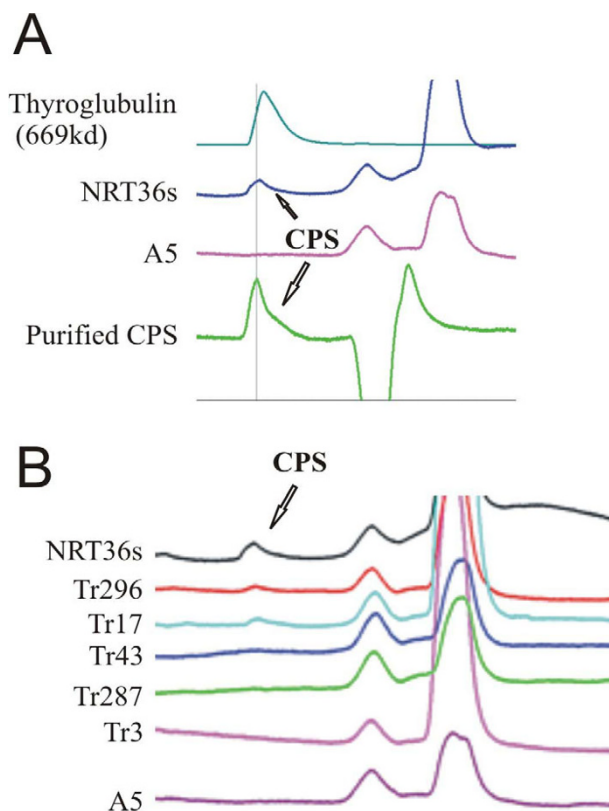 A
Thyroglubulin
(669kd)
NRT36s
CPS
A5
Purified CPS
B
CPS
NRT36s
Tr296
Tr17
Tr43
Tr287
Tr3
A5